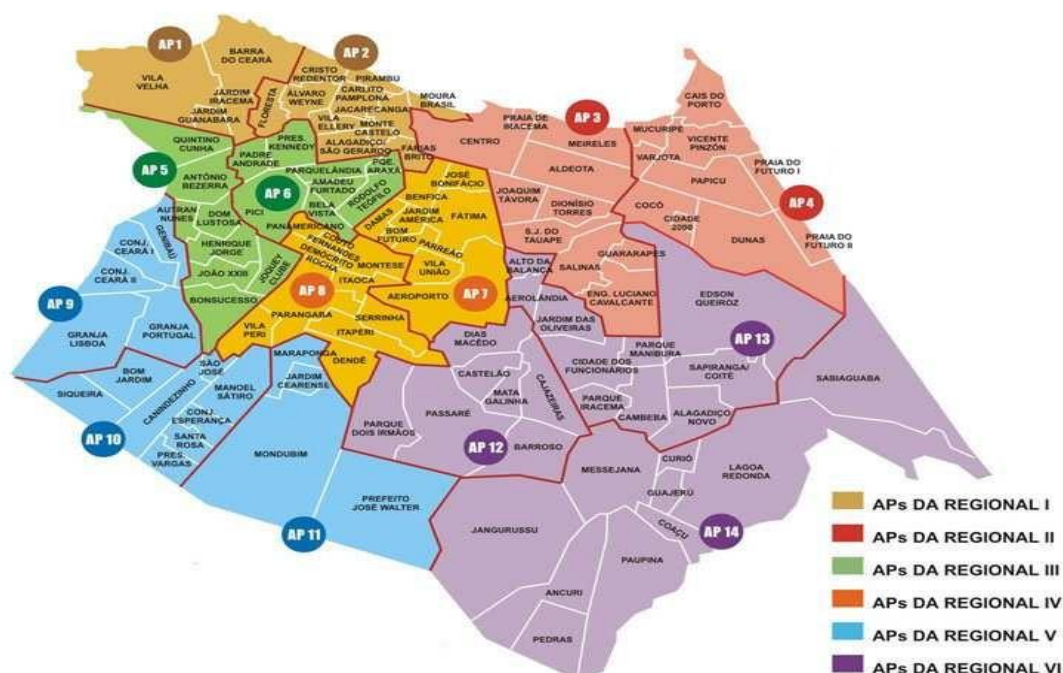 AP 1
BARRA
DO CEARÁ
VILA
VELHA
JARDIM
IRACEMA
JARDIM
GUANABARA
FLORESTA
AP 2
CRISTO
REDENTOR
PIRAMBU
CARLITO
PAMPLONA
ÁLVARO
WEYNE
JACARECANGA
VILA
ELLERY
MONTE
CASTELO
ALAGADIÇO/
SÃO GERARDO
MOURA
BRASIL
FARIAS
BRITO
AP 3
CENTRO
PRAIA DE
IRACEMA
MEIRELES
ALDEOTA
JOAQUIM
TÁVORA
DIONÍSIO
TORRES
S.J. DO
TAUAPE
SALINAS
GUARARAPES
ENG. LUCIANO
CAVALCANTE
CAIS DO
PORTO
MUCURIPE
VICENTE
PINZÓN
VARJOTA
PAPICU
PRAIA DO
FUTURO I
AP 4
COCÓ
CIDADE
2000
DUNAS
PRAIA DO
FUTURO II
AP 5
QUINTINO
CUNHA
ANTÔNIO
BEZERRA
AUTRAN
NUNES
DOM
LUSTOSA
HENRIQUE
JORGE
JOÃO XXIII
JOQUEY
CLUBE
BONSUCESSO
AP 6
PRES.
KENNEDY
PADRE
ANDRADE
PARQUELÂNDIA
PQE.
ARAXÁ
AMADEU
FURTADO
RODOLFO
TEÓFILO
PICI
BELA
VISTA
PANAMERICANO
AP 7
JOSÉ
BONIFÁCIO
BENFICA
DAMAS
JARDIM
AMÉRICA
FÁTIMA
BOM
FUTURO
PARREÃO
VILA
UNIÃO
AEROPORTO
AP 8
COUTO
FERNANDES
DEMÓCRITO
ROCHA
MONTESE
ITAOCA
PARANGABA
SERRINHA
VILA
PERI
ITAPERI
DENDÊ
AP 9
CONJ.
CEARÁ I
GENIBAÚ
CONJ.
CEARÁ II
GRANJA
LISBOA
GRANJA
PORTUGAL
AP 10
BOM
JARDIM
SIQUEIRA
CANINDEZINHO
SÃO
JOSÉ
MANOEL
SÁTIRO
CONJ.
ESPERANÇA
SANTA
ROSA
PRES.
VARGAS
AP 11
MARAPONGA
JARDIM
CEARENSE
MONDUBIM
PREFEITO
JOSÉ WALTER
AP 12
DIAS
MACÊDO
CASTELÃO
MATA
GALINHA
CAJAZEIRAS
PASSARÉ
PARQUE
DOIS IRMÃOS
BARROSO
AP 13
ALTO DA
BALANÇA
AEROLÂNDIA
JARDIM DAS
OLIVEIRAS
EDSON
QUEIROZ
PARQUE
MANIBURA
CIDADE DOS
FUNCIONÁRIOS
SAPIRANGA/
COITÉ
SABIAGUABA
PARQUE
IRACEMA
CAMBEBA
ALAGADIÇO
NOVO
AP 14
MESSEJANA
CURIÓ
LAGOA
REDONDA
GUAJERÚ
COAÇU
JANGURUSSU
PAUPINA
ANCURI
PEDRAS
APs DA REGIONAL I
APs DA REGIONAL II
APs DA REGIONAL III
APs DA REGIONAL IV
APs DA REGIONAL V
APs DA REGIONAL VI